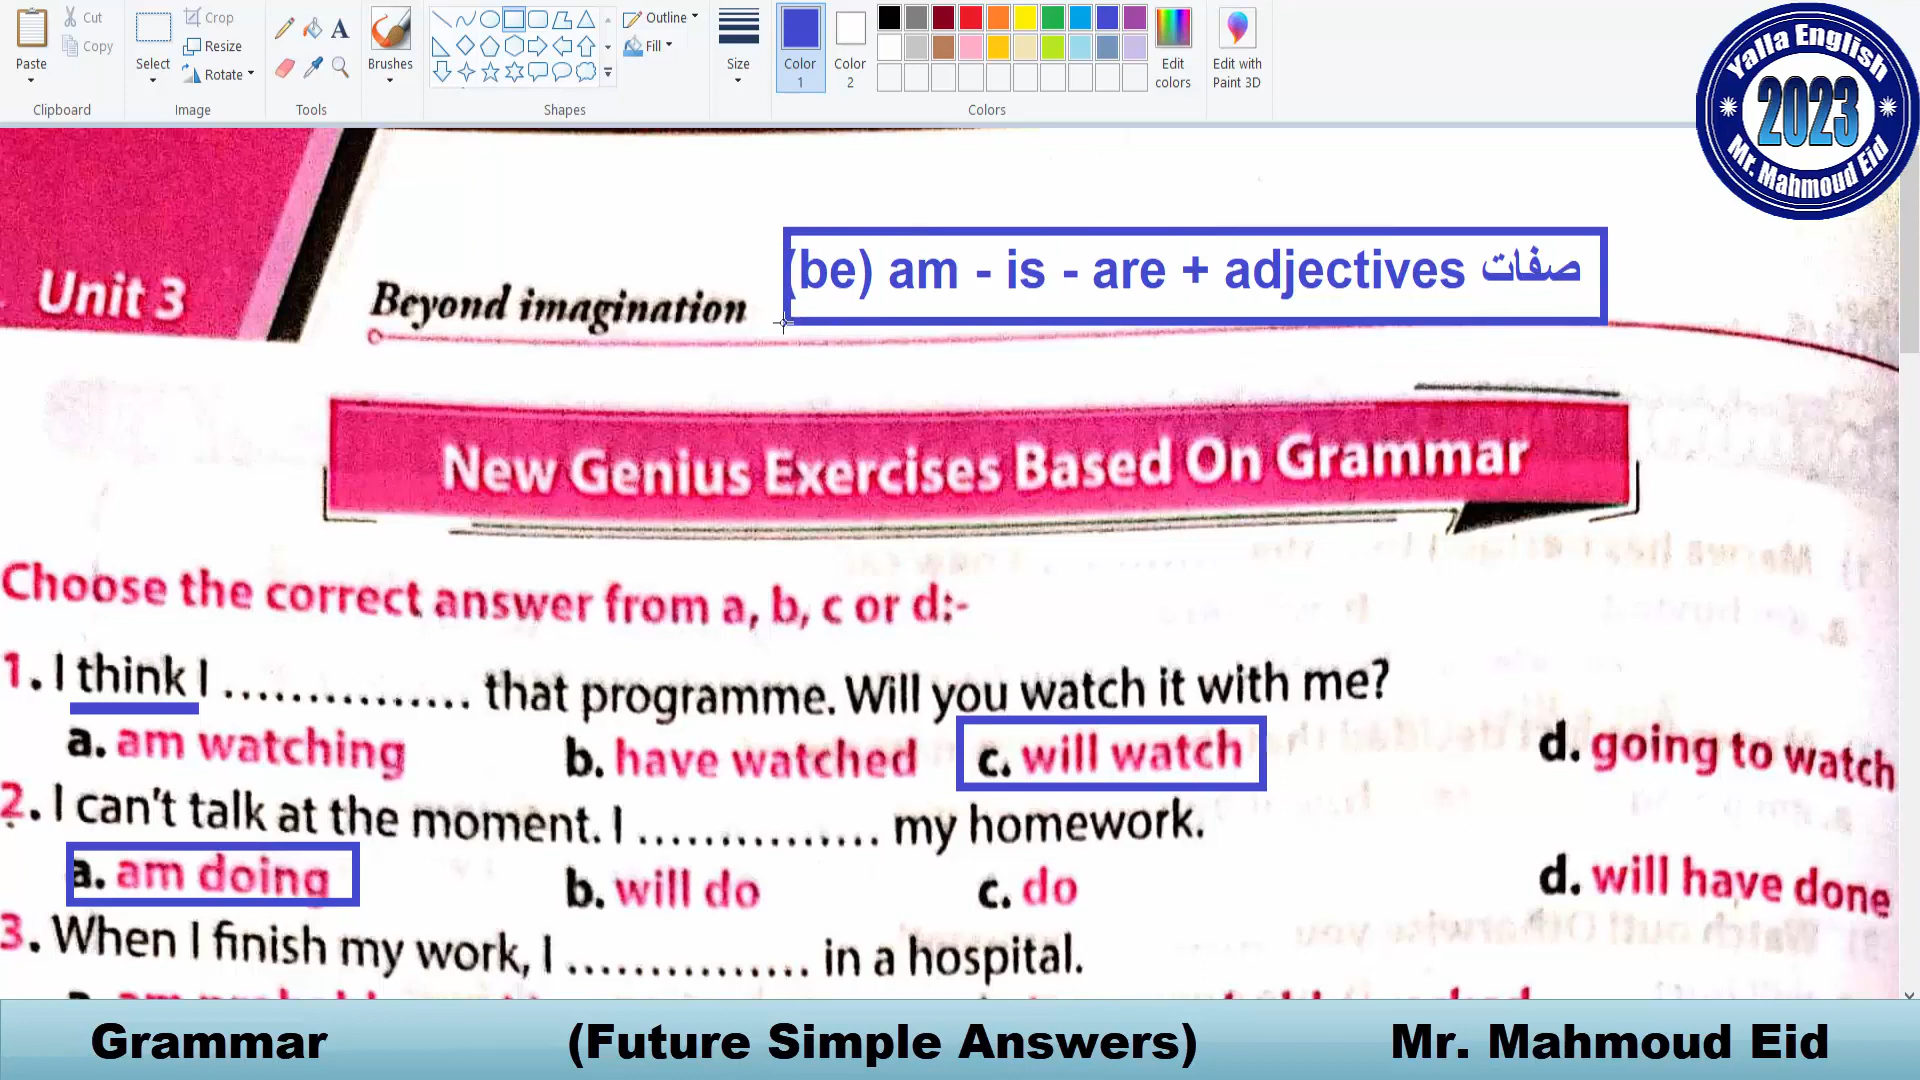 Cut
Copy
Paste
Clipboard
Select
Crop
Resize
Rotate
Image
Tools
Brushes
Shapes
Outline
Fill
Size
Color 1
Color 2
Colors
Edit colors
Edit with Paint 3D
Yalla English
2023
Mr. Mahmoud Eid
Unit 3
Beyond imagination
(be) am - is - are + adjectives صفات
New Genius Exercises Based On Grammar
Choose the correct answer from a, b, c or d:-
1. I think I ............... that programme. Will you watch it with me?
a. am watching b. have watched c. will watch d. going to watch
2. I can't talk at the moment. I ............... my homework.
a. am doing b. will do c. do d. will have done
3. When I finish my work, I ............... in a hospital.
Grammar (Future Simple Answers) Mr. Mahmoud Eid